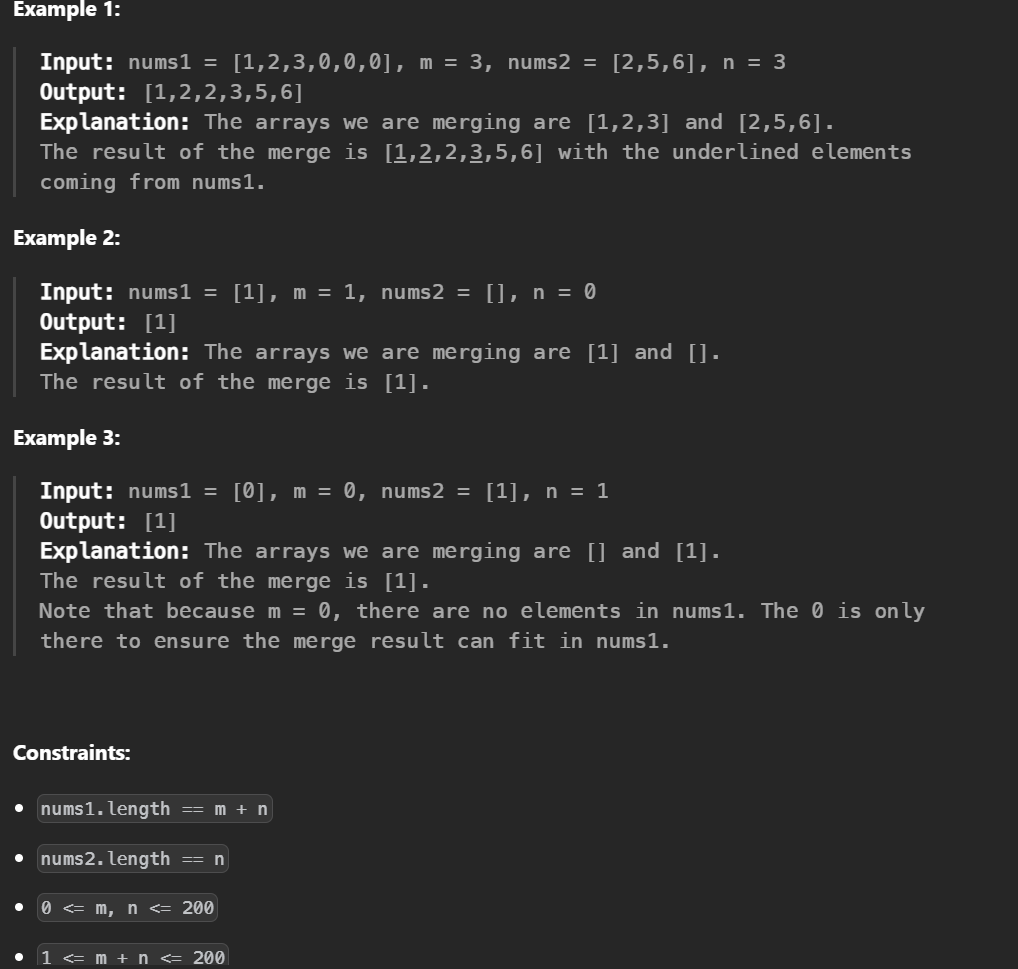 Example 1:
Input: nums1 = [1,2,3,0,0,0], m = 3, nums2 = [2,5,6], n = 3
Output: [1,2,2,3,5,6]
Explanation: The arrays we are merging are [1,2,3] and [2,5,6].
The result of the merge is [1,2,2,3,5,6] with the underlined elements
coming from nums1.
Example 2:
Input: nums1 = [1], m = 1, nums2 = [], n = 0
Output: [1]
Explanation: The arrays we are merging are [1] and [].
The result of the merge is [1].
Example 3:
Input: nums1 = [0], m = 0, nums2 = [1], n = 1
Output: [1]
Explanation: The arrays we are merging are [] and [1].
The result of the merge is [1].
Note that because m = 0, there are no elements in nums1. The 0 is only
there to ensure the merge result can fit in nums1.
Constraints:
• nums1.length == m + n
• nums2.length == n
• 0 <= m, n <= 200
• 1 <= m + n <= 200